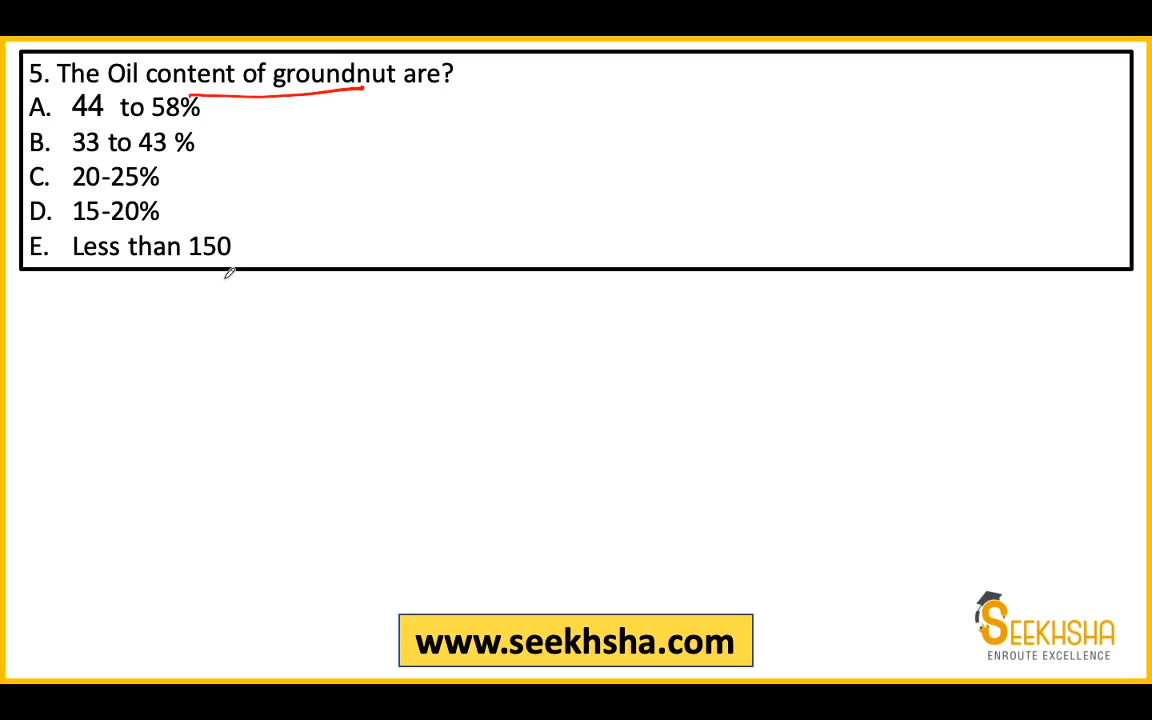 5. The Oil content of groundnut are?
A. 44 to 58%
B. 33 to 43 %
C. 20-25%
D. 15-20%
E. Less than 150
www.seekhsha.com
SEEKHSHA
ENROUTE EXCELLENCE